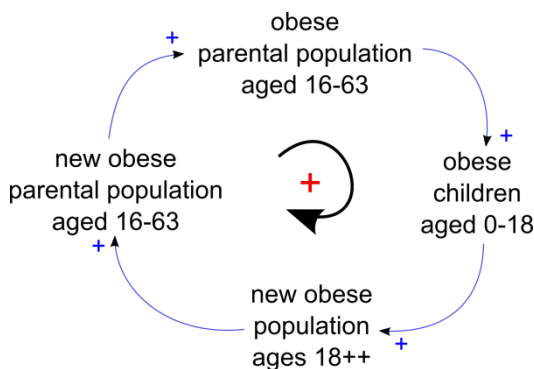 obese
parental population
aged 16-63
+
+
obese
children
aged 0-18
+
new obese
population
ages 18++
+
new obese
parental population
aged 16-63
+